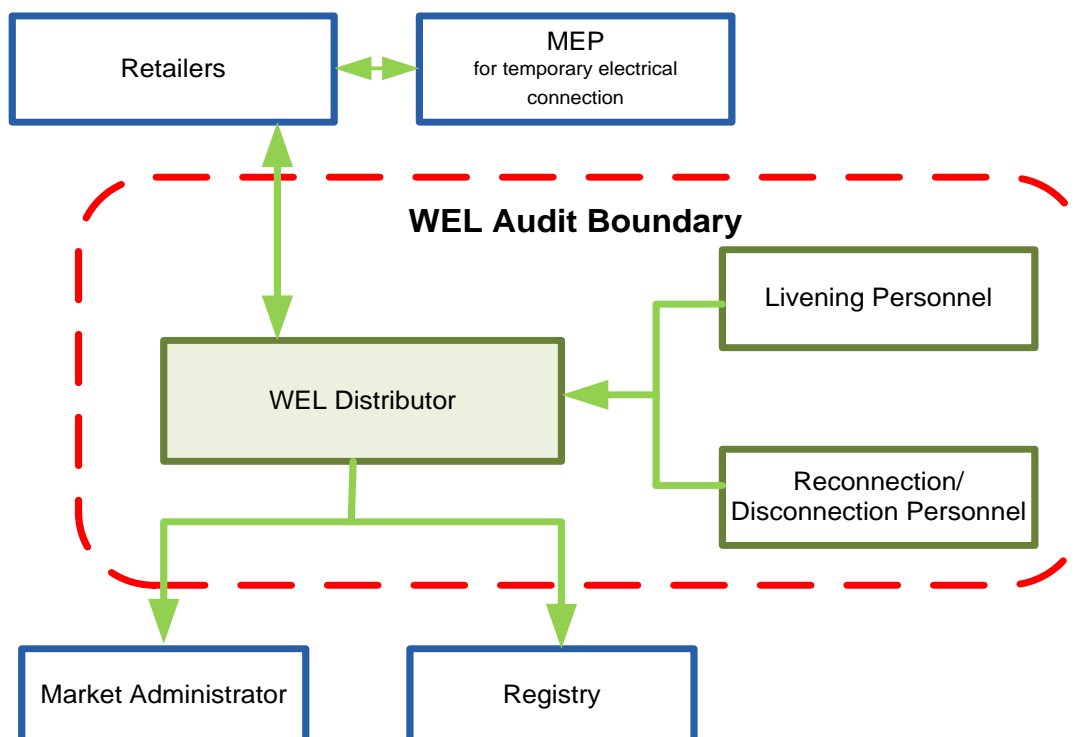 Retailers
MEP
for temporary electrical
connection
WEL Audit Boundary
Livening Personnel
WEL Distributor
Reconnection/
Disconnection Personnel
Market Administrator
Registry